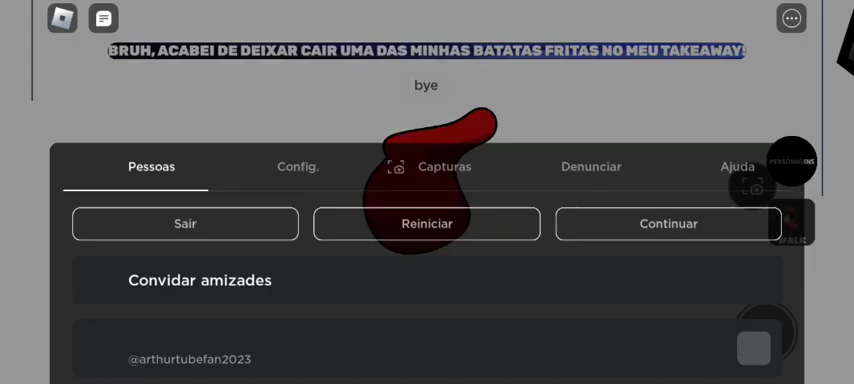 BRUH, ACABEI DE DEIXAR CAIR UMA DAS MINHAS BATATAS FRITAS NO MEU TAKEAWAY!
bye
Pessoas
Config.
Capturas
Denunciar
Ajuda
PERSONAGENS
Sair
Reiniciar
Continuar
WALK
Convidar amizades
@arthurtubefan2023